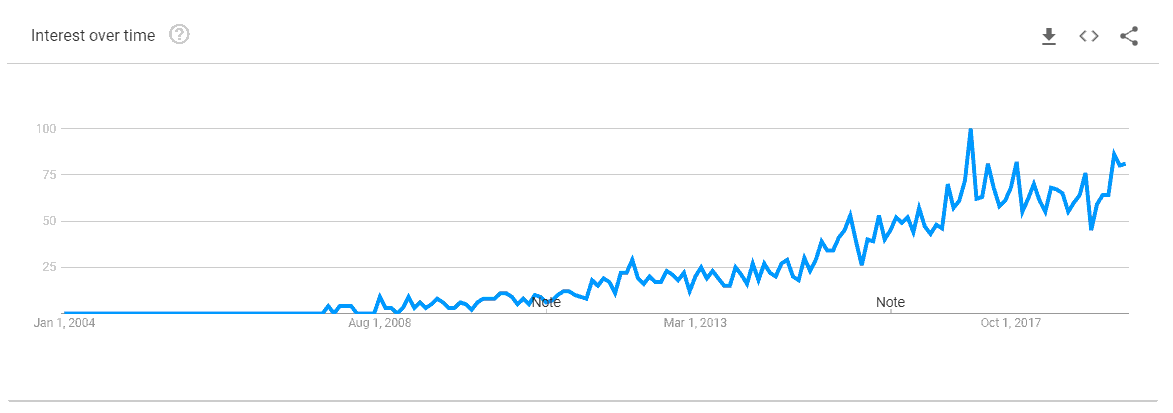 Interest over time ?
100
75
50
25
Note Note
Jan 1, 2004 Aug 1, 2008 Mar 1, 2013 Oct 1, 2017